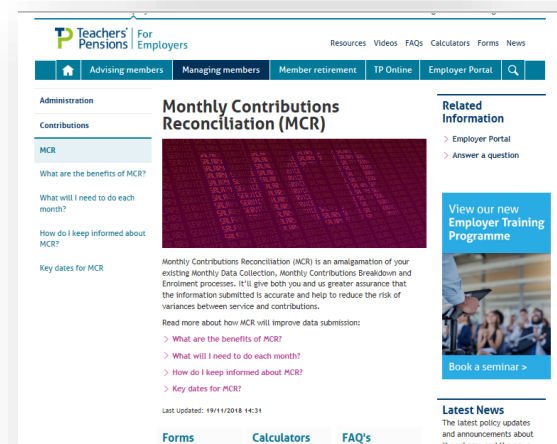 Teachers' Pensions
For Employers
Resources Videos FAQs Calculators Forms News
Advising members Managing members Member retirement TP Online Employer Portal
Administration
Contributions
MCR
What are the benefits of MCR?
What will I need to do each
month?
How do I keep informed about
MCR?
Key dates for MCR
Monthly Contributions
Reconciliation (MCR)
Monthly Contributions Reconciliation (MCR) is an amalgamation of your
existing Monthly Data Collection, Monthly Contributions Breakdown and
Enrolment processes. It'll give both you and us greater assurance that
the information submitted is accurate and help to reduce the risk of
variances between service and contributions.
Read more about how MCR will improve data submission:
> What are the benefits of MCR?
> What will I need to do each month?
> How do I keep informed about MCR?
> Key dates for MCR?
Last Updated: 19/11/2018 14:31
Forms Calculators FAQ's
Related
Information
> Employer Portal
> Answer a question
View our new
Employer Training
Programme
Book a seminar >
Latest News
The latest policy updates
and announcements about